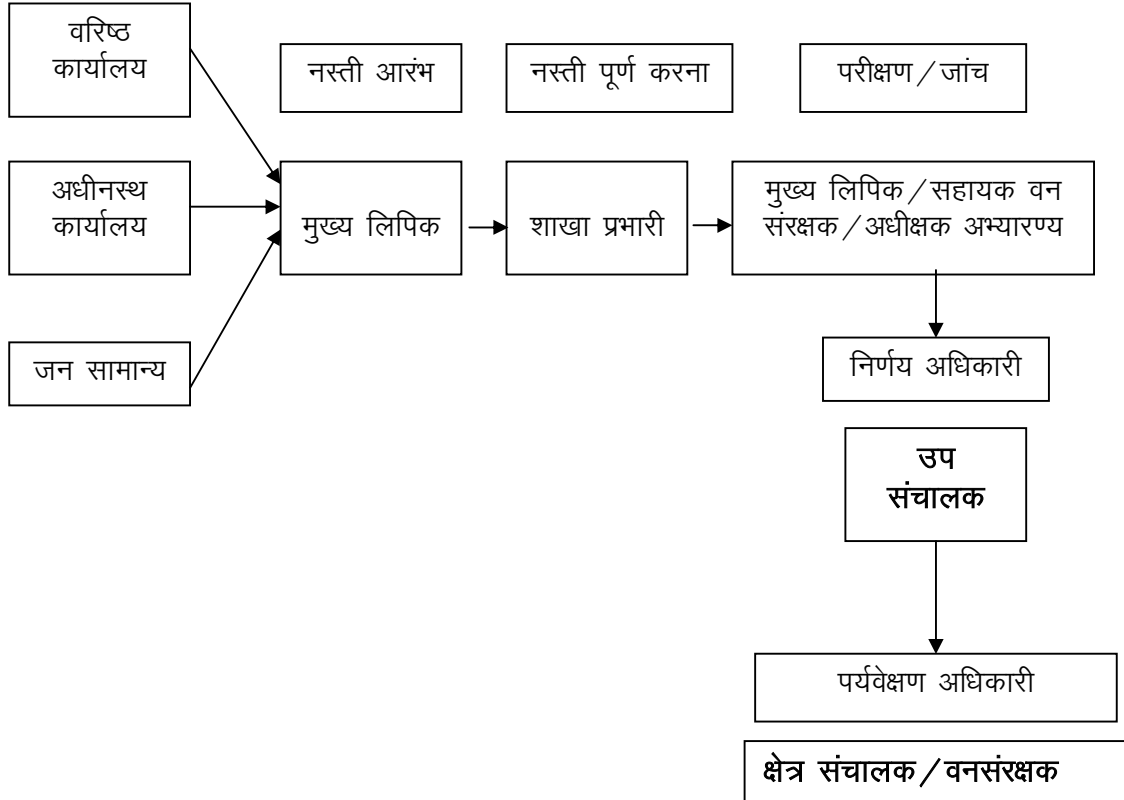 वरिष्ठ
कार्यालय
नस्ती आरंभ
नस्ती पूर्ण करना
परीक्षण/जांच
अधीनस्थ
कार्यालय
मुख्य लिपिक
शाखा प्रभारी
मुख्य लिपिक/सहायक वन
संरक्षक/अधीक्षक अभ्यारण्य
जन सामान्य
निर्णय अधिकारी
उप
संचालक
पर्यवेक्षण अधिकारी
क्षेत्र संचालक/वनसंरक्षक